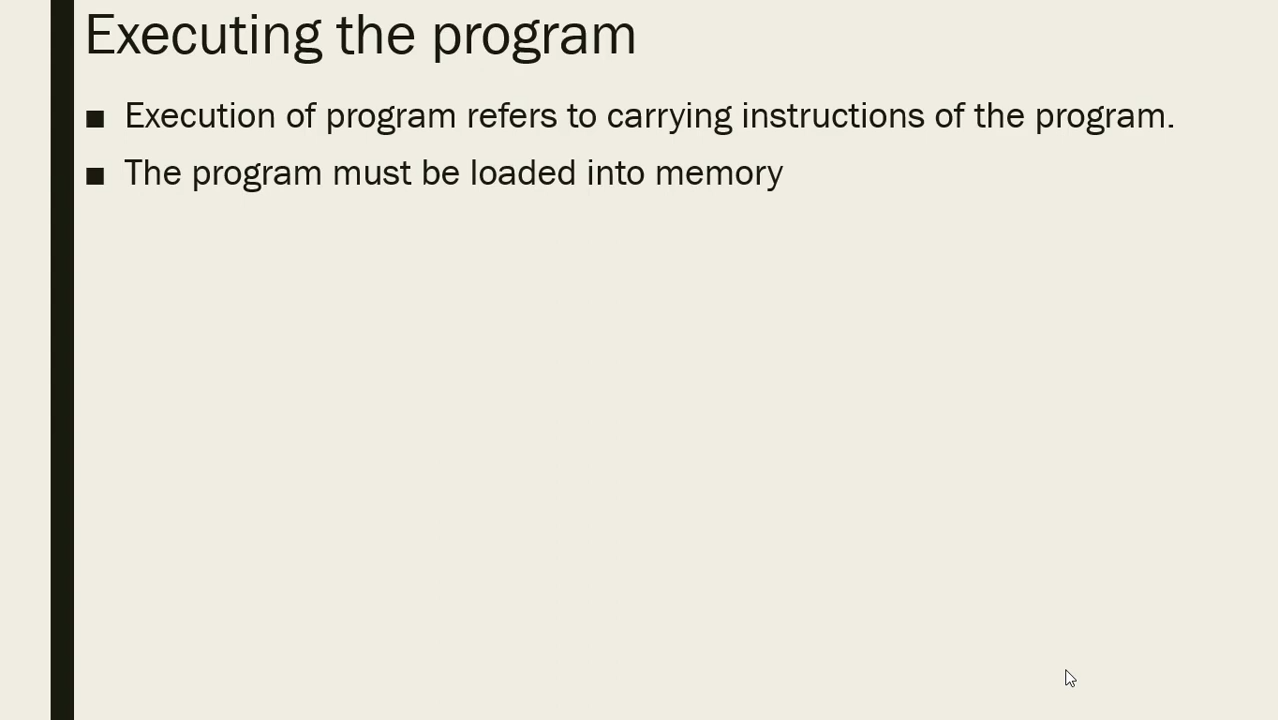 Executing the program
■ Execution of program refers to carrying instructions of the program.
■ The program must be loaded into memory